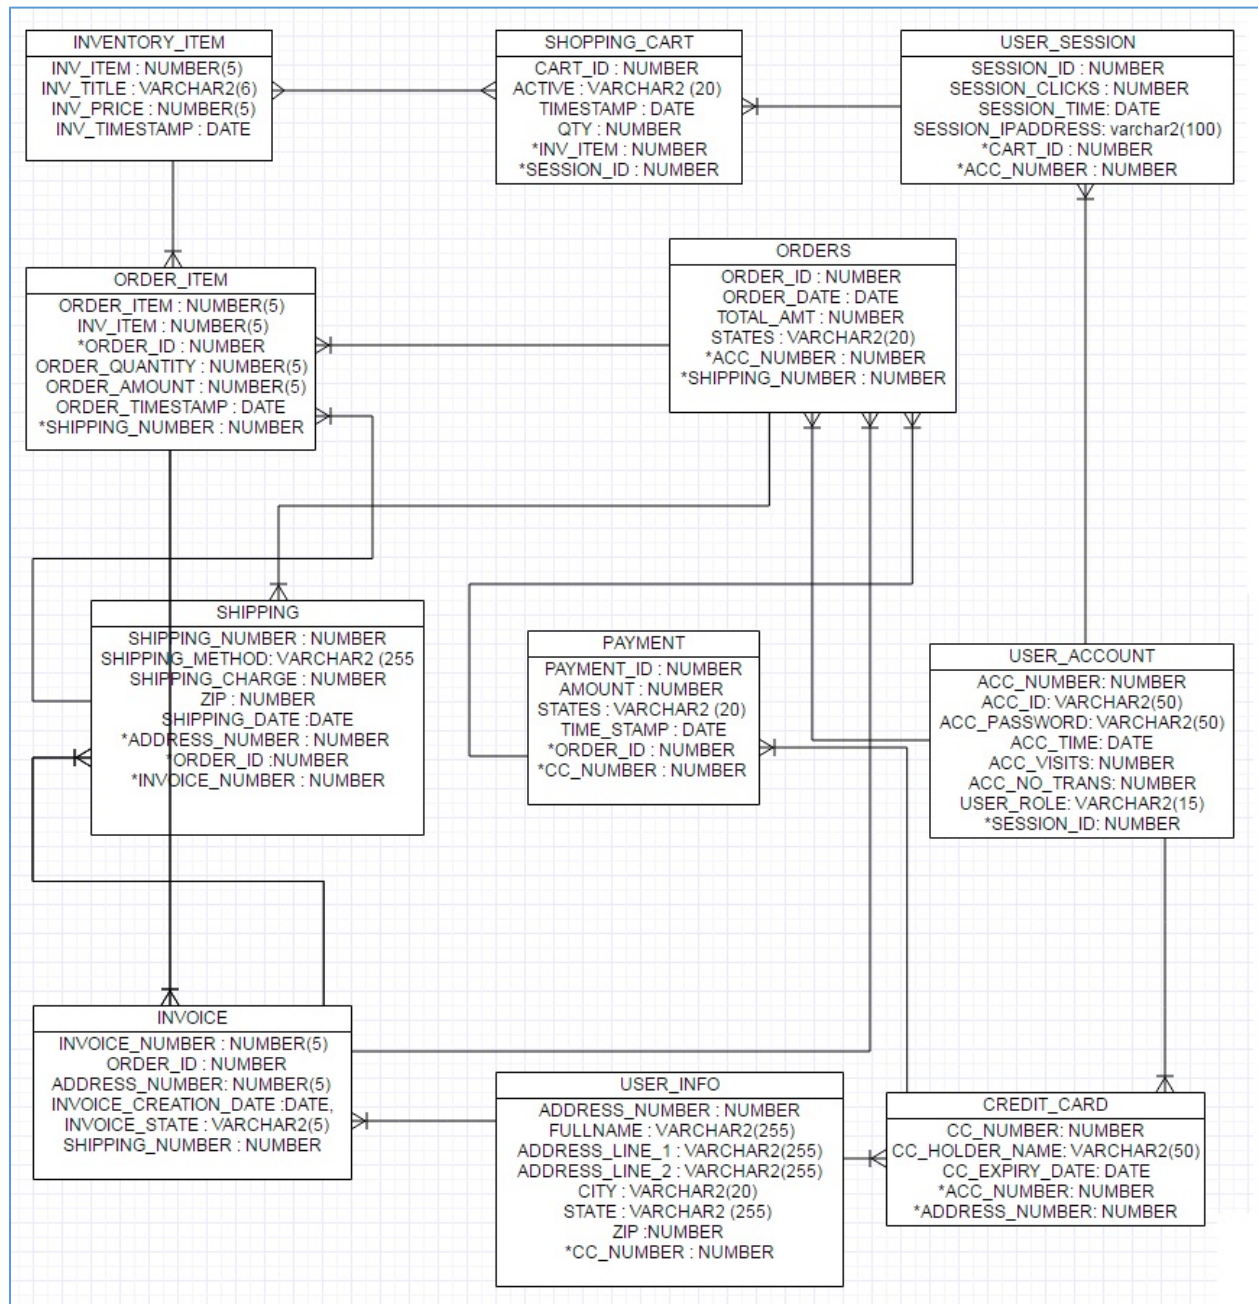 INVENTORY_ITEM
INV_ITEM : NUMBER(5)
INV_TITLE : VARCHAR2(6)
INV_PRICE : NUMBER(5)
INV_TIMESTAMP : DATE
SHOPPING_CART
CART_ID : NUMBER
ACTIVE : VARCHAR2 (20)
TIMESTAMP : DATE
QTY : NUMBER
*INV_ITEM : NUMBER
*SESSION_ID : NUMBER
USER_SESSION
SESSION_ID : NUMBER
SESSION_CLICKS : NUMBER
SESSION_TIME: DATE
SESSION_IPADDRESS: varchar2(100)
*CART_ID : NUMBER
*ACC_NUMBER : NUMBER
ORDER_ITEM
ORDER_ITEM : NUMBER(5)
INV_ITEM : NUMBER(5)
*ORDER_ID : NUMBER
ORDER_QUANTITY : NUMBER(5)
ORDER_AMOUNT : NUMBER(5)
ORDER_TIMESTAMP : DATE
*SHIPPING_NUMBER : NUMBER
ORDERS
ORDER_ID : NUMBER
ORDER_DATE : DATE
TOTAL_AMT : NUMBER
STATES : VARCHAR2(20)
*ACC_NUMBER : NUMBER
*SHIPPING_NUMBER : NUMBER
SHIPPING
SHIPPING_NUMBER : NUMBER
SHIPPING_METHOD: VARCHAR2 (255
SHIPPING_CHARGE : NUMBER
ZIP : NUMBER
SHIPPING_DATE :DATE
*ADDRESS_NUMBER : NUMBER
*ORDER_ID :NUMBER
*INVOICE_NUMBER : NUMBER
PAYMENT
PAYMENT_ID : NUMBER
AMOUNT : NUMBER
STATES : VARCHAR2 (20)
TIME_STAMP : DATE
*ORDER_ID : NUMBER
*CC_NUMBER : NUMBER
USER_ACCOUNT
ACC_NUMBER: NUMBER
ACC_ID: VARCHAR2(50)
ACC_PASSWORD: VARCHAR2(50)
ACC_TIME: DATE
ACC_VISITS: NUMBER
ACC_NO_TRANS: NUMBER
USER_ROLE: VARCHAR2(15)
*SESSION_ID: NUMBER
INVOICE
INVOICE_NUMBER : NUMBER(5)
ORDER_ID : NUMBER
ADDRESS_NUMBER: NUMBER(5)
INVOICE_CREATION_DATE :DATE,
INVOICE_STATE : VARCHAR2(5)
SHIPPING_NUMBER : NUMBER
USER_INFO
ADDRESS_NUMBER : NUMBER
FULLNAME : VARCHAR2(255)
ADDRESS_LINE_1 : VARCHAR2(255)
ADDRESS_LINE_2 : VARCHAR2(255)
CITY : VARCHAR2(20)
STATE : VARCHAR2 (255)
ZIP :NUMBER
*CC_NUMBER : NUMBER
CREDIT_CARD
CC_NUMBER: NUMBER
CC_HOLDER_NAME: VARCHAR2(50)
CC_EXPIRY_DATE: DATE
*ACC_NUMBER: NUMBER
*ADDRESS_NUMBER: NUMBER